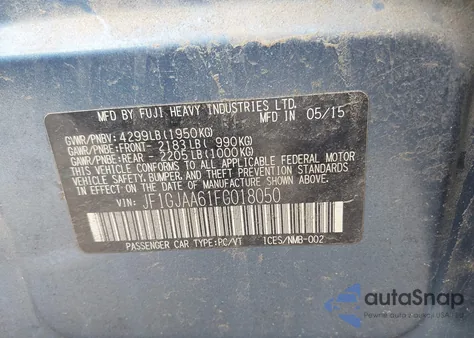 MFD BY FUJI HEAVY INDUSTRIES LTD.
IN 05/15
GVWR/PNBV: 4299LB(1950KG)
GAWR/PNBE:FRONT- 2183LB( 990KG)
GAWR/PNBE:REAR - 2205LB(1000KG)
THIS VEHICLE CONFORMS TO ALL APPLICABLE FEDERAL MOTOR
VEHICLE SAFETY, BUMPER, AND THEFT PREVENTION STANDARDS
IN EFFECT ON THE DATE OF MANUFACTURE SHOWN ABOVE.
VIN: JF1GJAA61FG018050
PASSENGER CAR TYPE:PC/VT ICES/NMB-002
autoSnap